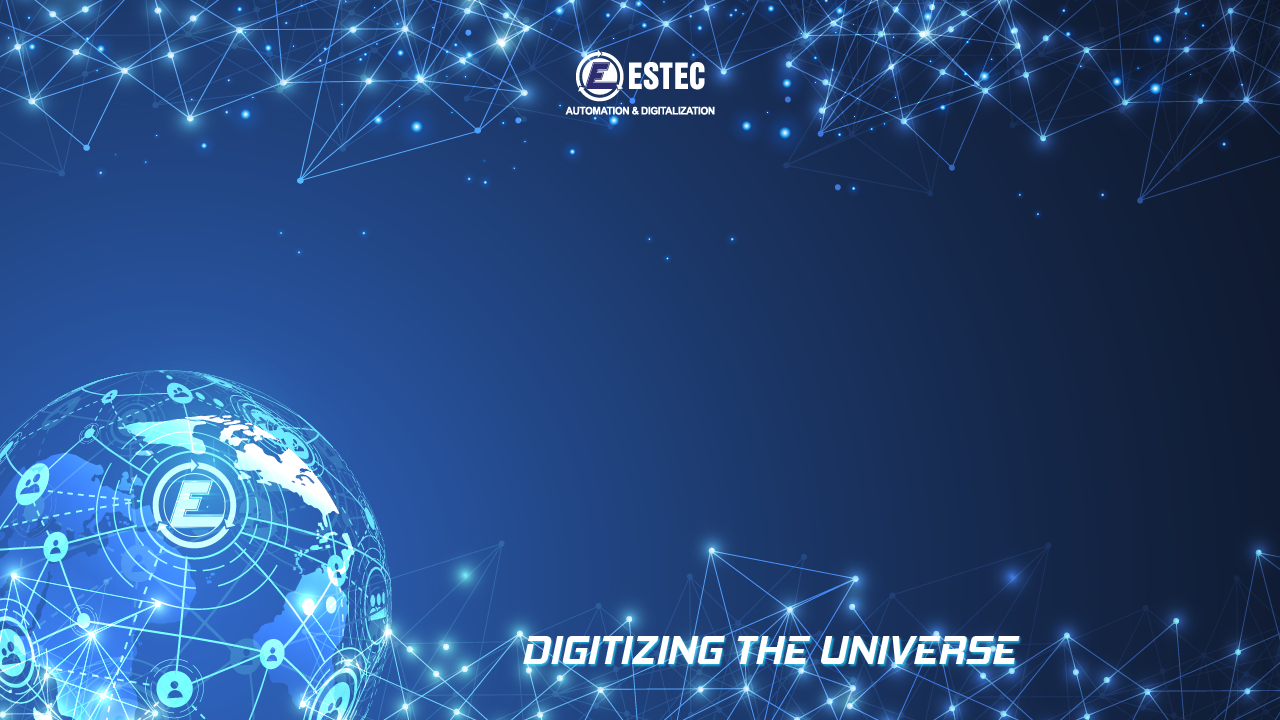 E ESTEC
AUTOMATION & DIGITALIZATION
E
DIGITIZING THE UNIVERSE